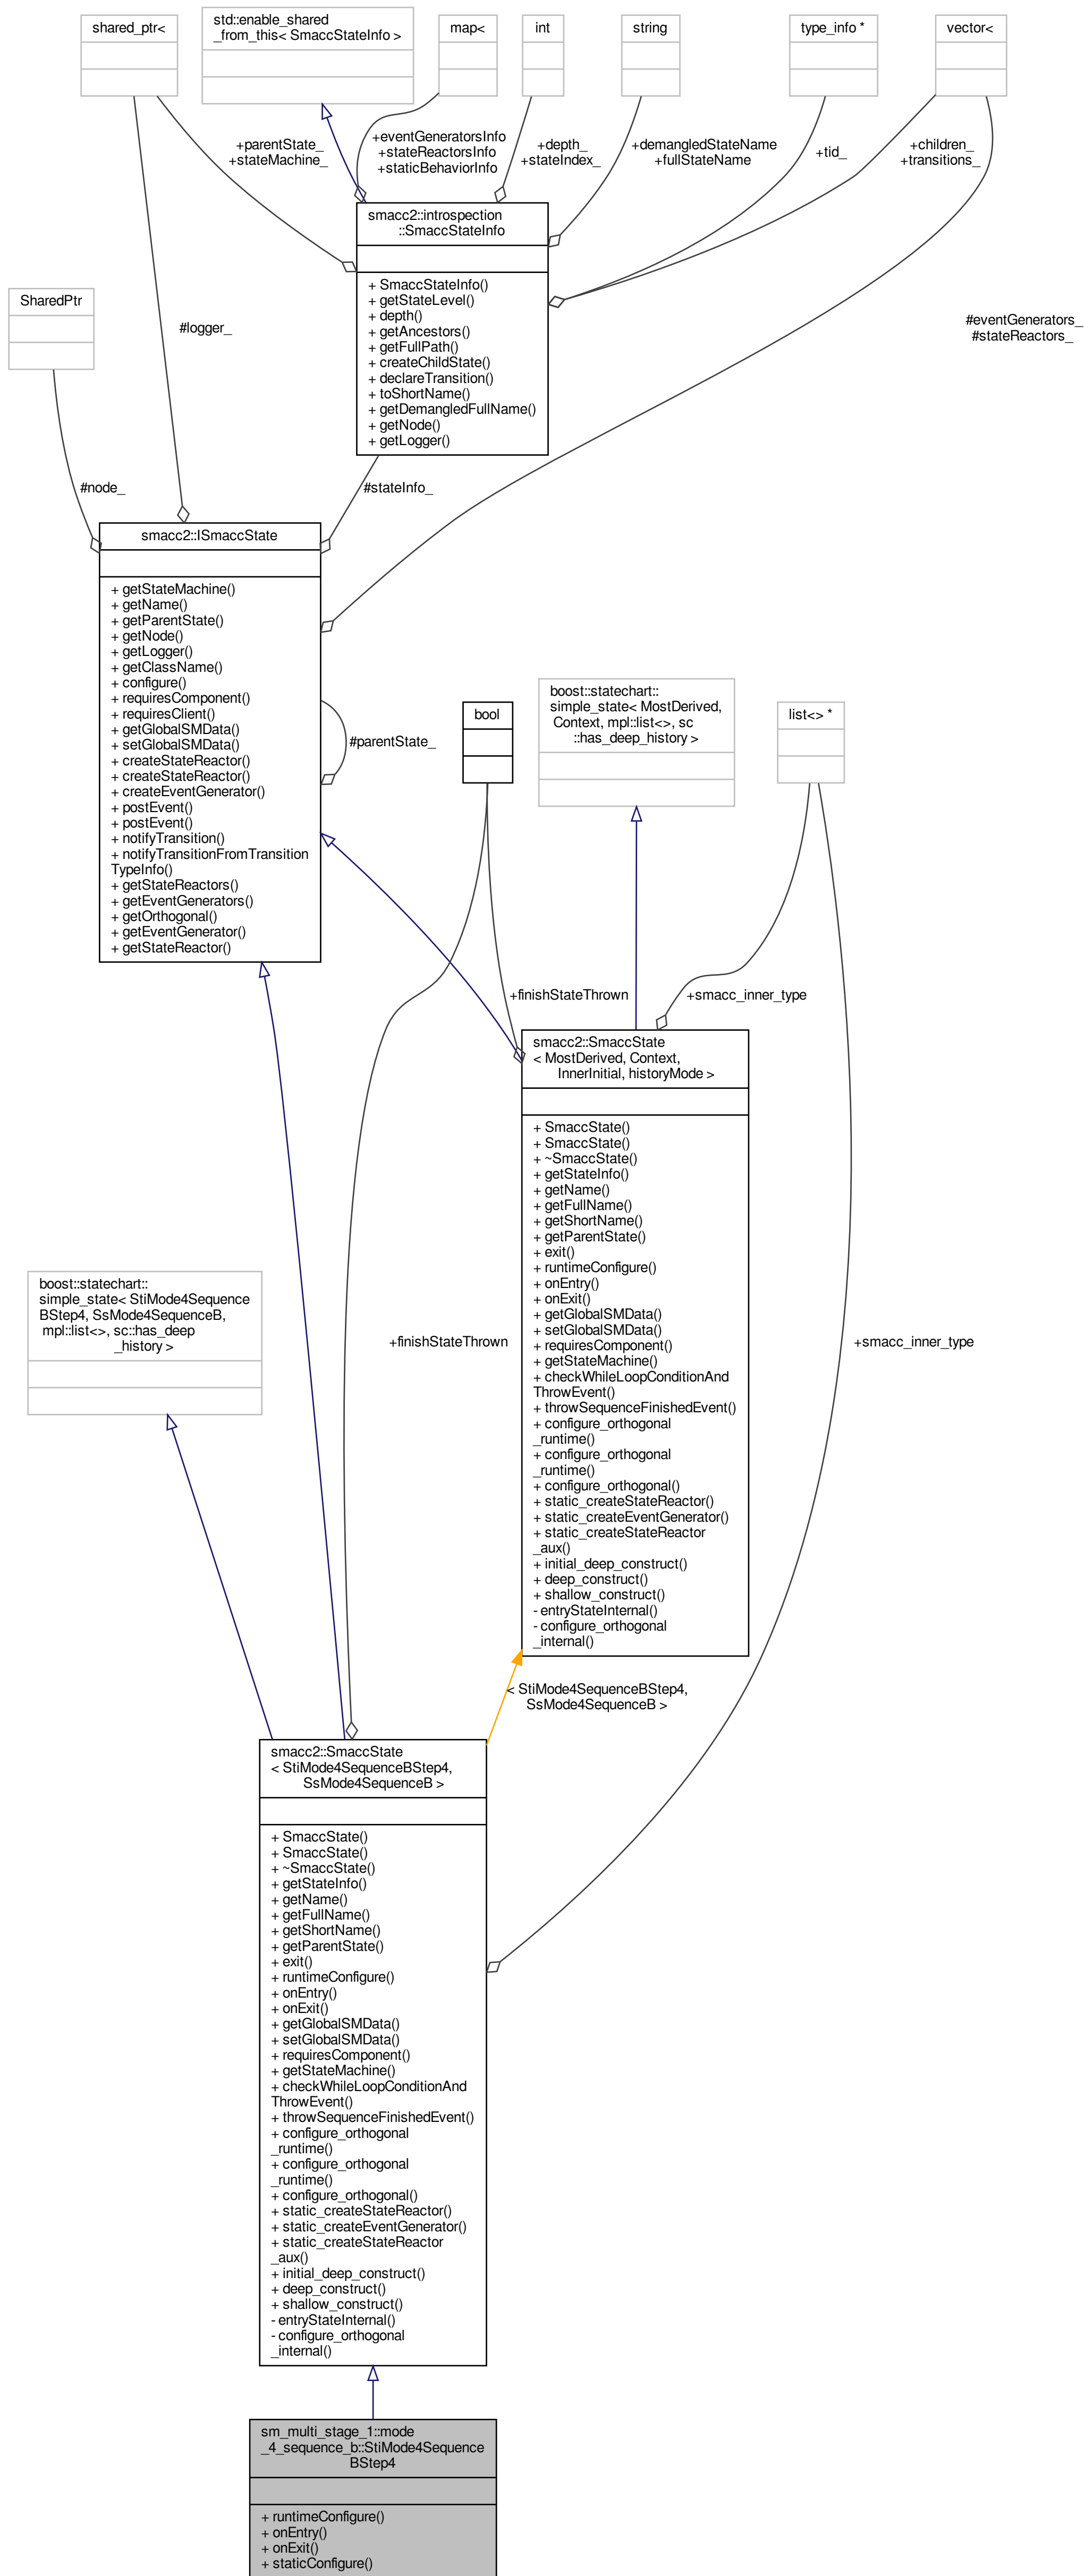 shared_ptr<
std::enable_shared
_from_this< SmaccStateInfo >
map<
int
string
type_info *
vector<
+parentState_
+stateMachine_
+eventGeneratorsInfo
+stateReactorsInfo
+staticBehaviorInfo
+depth_
+stateIndex_
+demangledStateName
+fullStateName
+tid_
+children_
+transitions_
smacc2::introspection
::SmaccStateInfo
+ SmaccStateInfo()
+ getStateLevel()
+ depth()
+ getAncestors()
+ getFullPath()
+ createChildState()
+ declareTransition()
+ toShortName()
+ getDemangledFullName()
+ getNode()
+ getLogger()
SharedPtr
#logger_
#eventGenerators_
#stateReactors_
#node_
#stateInfo_
smacc2::ISmaccState
+ getStateMachine()
+ getName()
+ getParentState()
+ getNode()
+ getLogger()
+ getClassName()
+ configure()
+ requiresComponent()
+ requiresClient()
+ getGlobalSMData()
+ setGlobalSMData()
+ createStateReactor()
+ createStateReactor()
+ createEventGenerator()
+ postEvent()
+ postEvent()
+ notifyTransition()
+ notifyTransitionFromTransition
TypeInfo()
+ getStateReactors()
+ getEventGenerators()
+ getOrthogonal()
+ getEventGenerator()
+ getStateReactor()
#parentState_
bool
boost::statechart::
simple_state< MostDerived,
Context, mpl::list<>, sc
::has_deep_history >
list<> *
+finishStateThrown
+smacc_inner_type
smacc2::SmaccState
< MostDerived, Context,
InnerInitial, historyMode >
+ SmaccState()
+ SmaccState()
+ ~SmaccState()
+ getStateInfo()
+ getName()
+ getFullName()
+ getShortName()
+ getParentState()
+ exit()
+ runtimeConfigure()
+ onEntry()
+ onExit()
+ getGlobalSMData()
+ setGlobalSMData()
+ requiresComponent()
+ getStateMachine()
+ checkWhileLoopConditionAnd
ThrowEvent()
+ throwSequenceFinishedEvent()
+ configure_orthogonal
_runtime()
+ configure_orthogonal
_runtime()
+ configure_orthogonal()
+ static_createStateReactor()
+ static_createEventGenerator()
+ static_createStateReactor
_aux()
+ initial_deep_construct()
+ deep_construct()
+ shallow_construct()
- entryStateInternal()
- configure_orthogonal
_internal()
boost::statechart::
simple_state< StiMode4Sequence
BStep4, SsMode4SequenceB,
mpl::list<>, sc::has_deep
_history >
+finishStateThrown
+smacc_inner_type
< StiMode4SequenceBStep4,
SsMode4SequenceB >
smacc2::SmaccState
< StiMode4SequenceBStep4,
SsMode4SequenceB >
+ SmaccState()
+ SmaccState()
+ ~SmaccState()
+ getStateInfo()
+ getName()
+ getFullName()
+ getShortName()
+ getParentState()
+ exit()
+ runtimeConfigure()
+ onEntry()
+ onExit()
+ getGlobalSMData()
+ setGlobalSMData()
+ requiresComponent()
+ getStateMachine()
+ checkWhileLoopConditionAnd
ThrowEvent()
+ throwSequenceFinishedEvent()
+ configure_orthogonal
_runtime()
+ configure_orthogonal
_runtime()
+ configure_orthogonal()
+ static_createStateReactor()
+ static_createEventGenerator()
+ static_createStateReactor
_aux()
+ initial_deep_construct()
+ deep_construct()
+ shallow_construct()
- entryStateInternal()
- configure_orthogonal
_internal()
sm_multi_stage_1::mode
_4_sequence_b::StiMode4Sequence
BStep4
+ runtimeConfigure()
+ onEntry()
+ onExit()
+ staticConfigure()